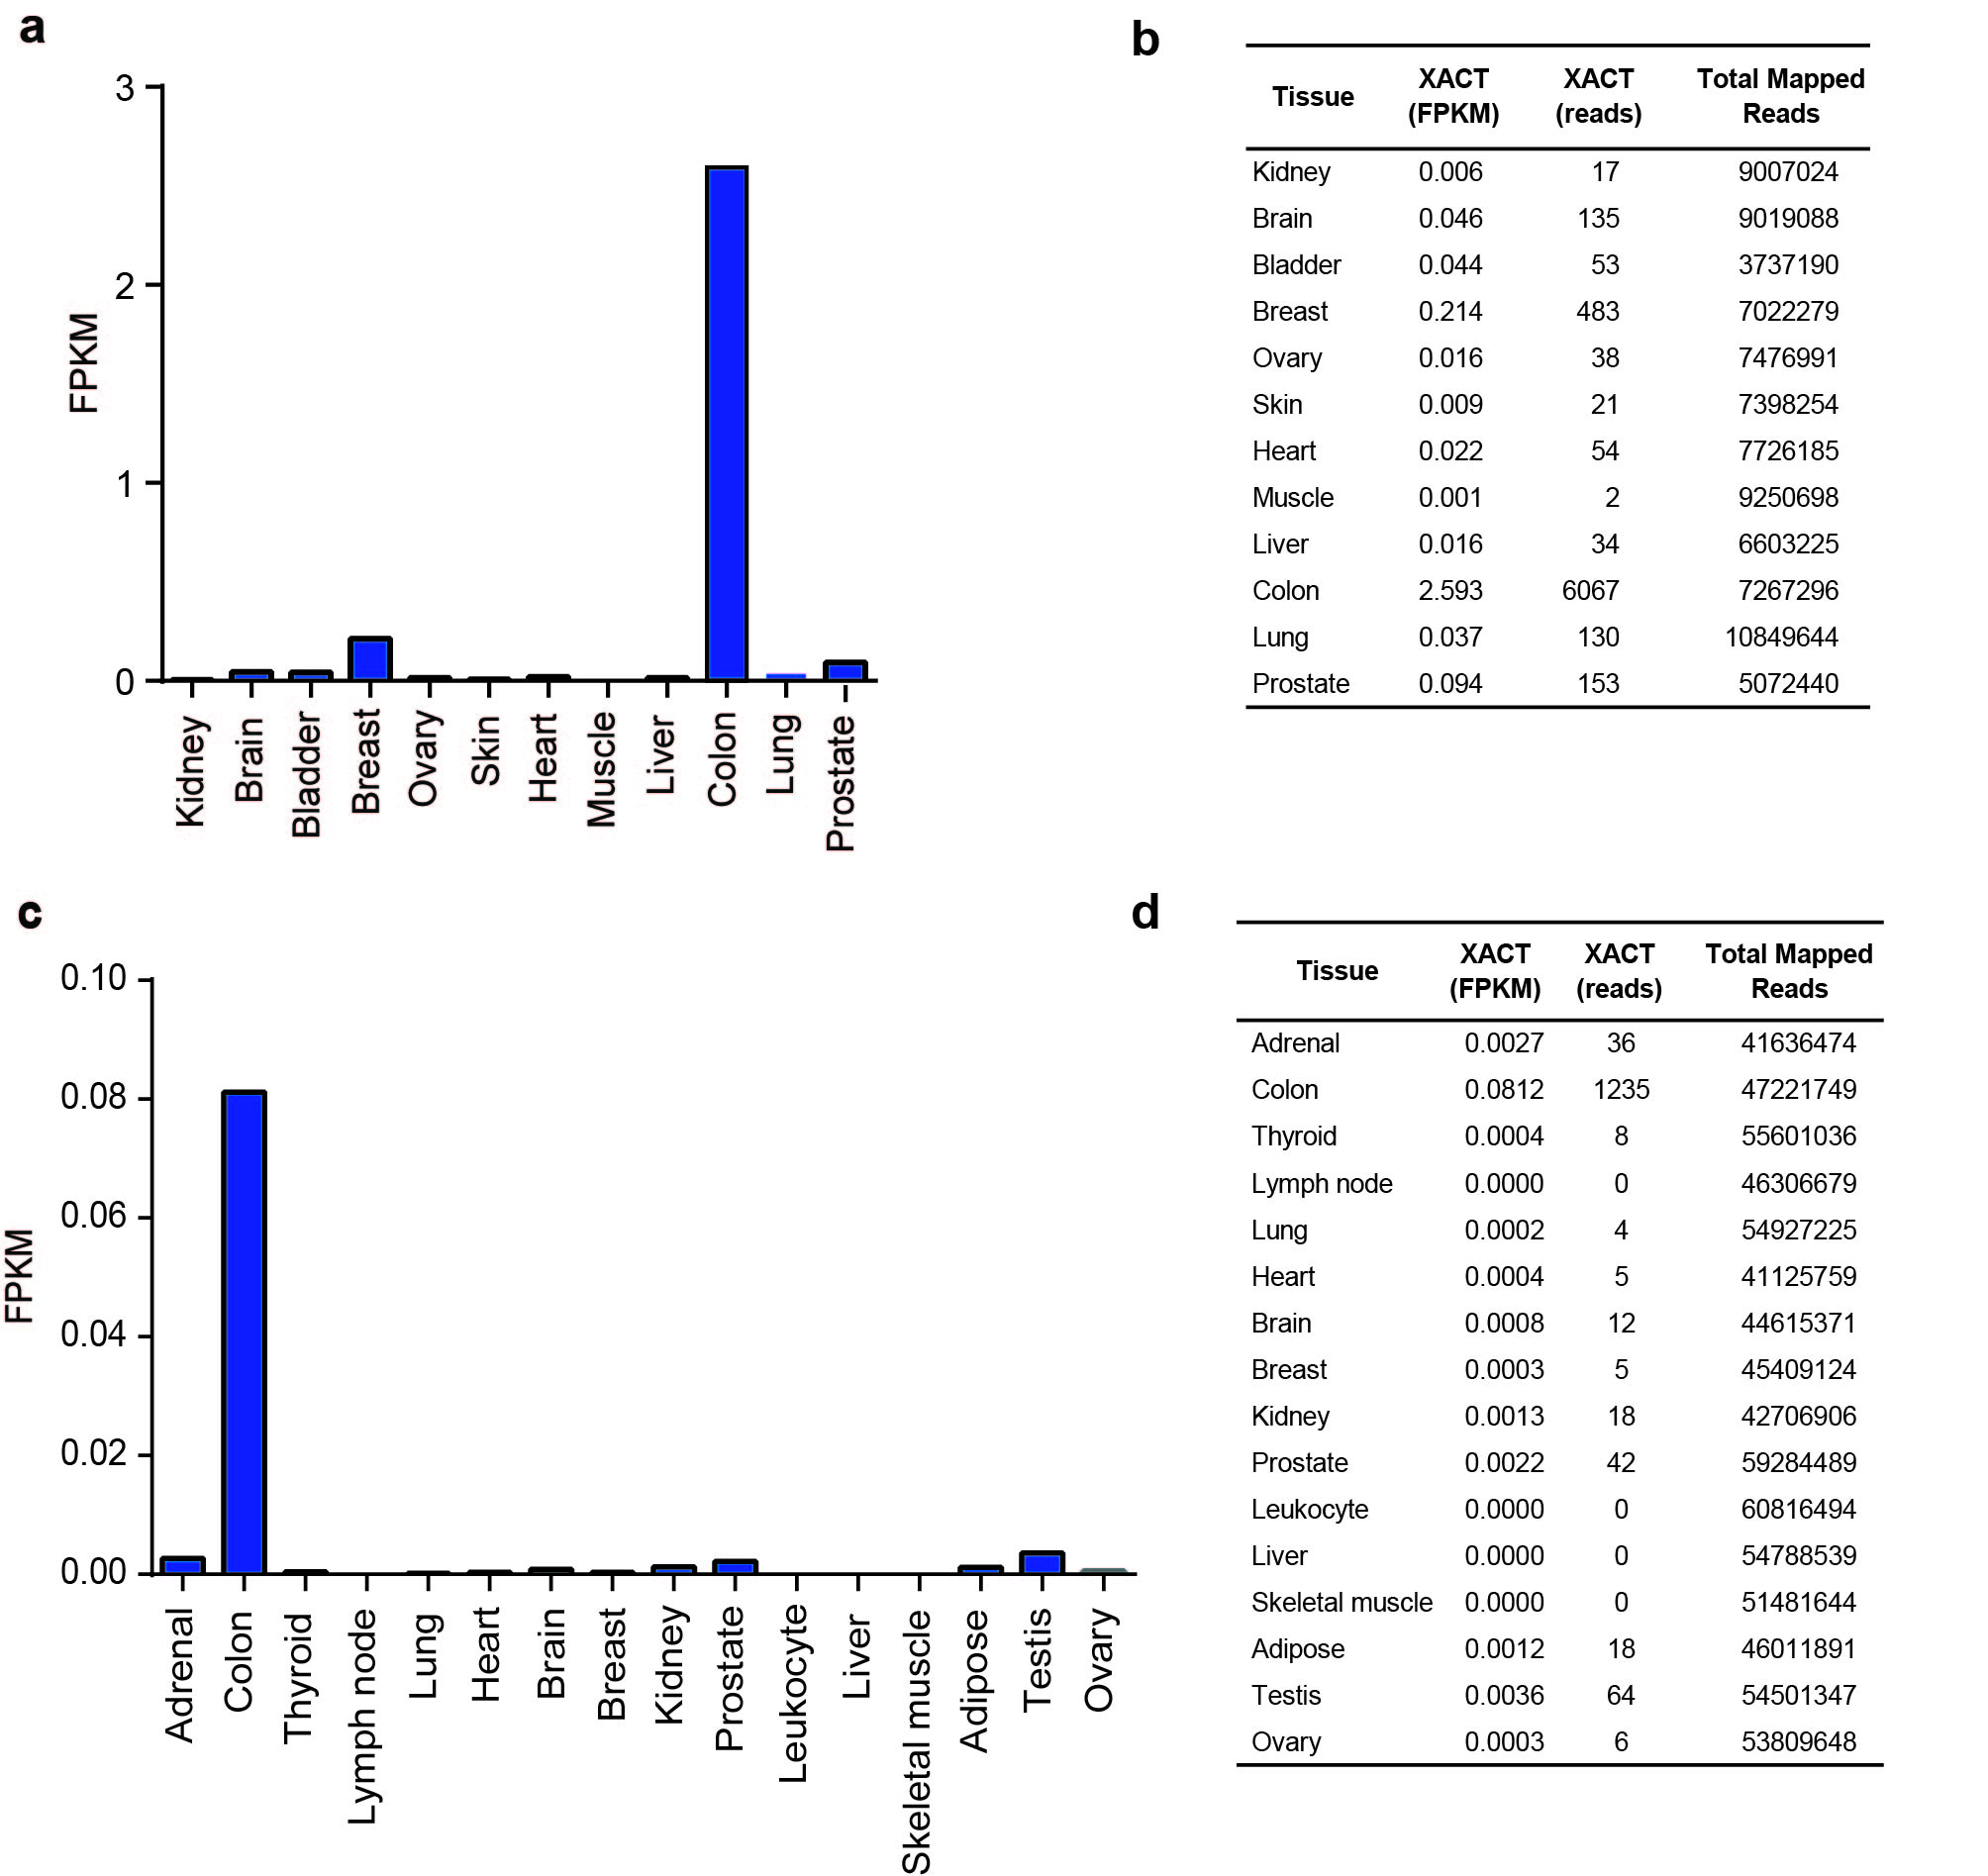 a
3
2
1
0
FPKM
Kidney
Brain
Bladder
Breast
Ovary
Skin
Heart
Muscle
Liver
Colon
Lung
Prostate
b
Tissue XACT (FPKM) XACT (reads) Total Mapped Reads
Kidney 0.006 17 9007024
Brain 0.046 135 9019088
Bladder 0.044 53 3737190
Breast 0.214 483 7022279
Ovary 0.016 38 7476991
Skin 0.009 21 7398254
Heart 0.022 54 7726185
Muscle 0.001 2 9250698
Liver 0.016 34 6603225
Colon 2.593 6067 7267296
Lung 0.037 130 10849644
Prostate 0.094 153 5072440
c
0.10
0.08
0.06
0.04
0.02
0.00
FPKM
Adrenal
Colon
Thyroid
Lymph node
Lung
Heart
Brain
Breast
Kidney
Prostate
Leukocyte
Liver
Skeletal muscle
Adipose
Testis
Ovary
d
Tissue XACT (FPKM) XACT (reads) Total Mapped Reads
Adrenal 0.0027 36 41636474
Colon 0.0812 1235 47221749
Thyroid 0.0004 8 55601036
Lymph node 0.0000 0 46306679
Lung 0.0002 4 54927225
Heart 0.0004 5 41125759
Brain 0.0008 12 44615371
Breast 0.0003 5 45409124
Kidney 0.0013 18 42706906
Prostate 0.0022 42 59284489
Leukocyte 0.0000 0 60816494
Liver 0.0000 0 54788539
Skeletal muscle 0.0000 0 51481644
Adipose 0.0012 18 46011891
Testis 0.0036 64 54501347
Ovary 0.0003 6 53809648